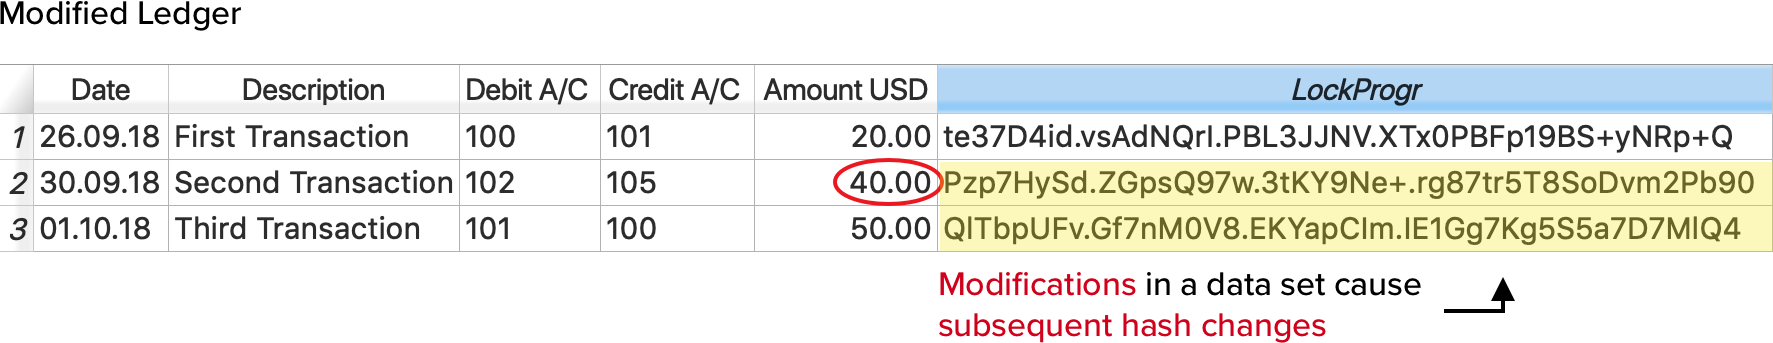 Modified Ledger
Date Description Debit A/C Credit A/C Amount USD LockProgr
1 26.09.18 First Transaction 100 101 20.00 te37D4id.vsAdNQrI.PBL3JJNV.XTx0PBFp19BS+yNRp+Q
2 30.09.18 Second Transaction 102 105 40.00 Pzp7HySd.ZGpsQ97w.3tKY9Ne+.rg87tr5T8SoDvm2Pb90
3 01.10.18 Third Transaction 101 100 50.00 QlTbpUFv.Gf7nM0V8.EKYapCIm.IE1Gg7Kg5S5a7D7MlQ4
Modifications in a data set cause
subsequent hash changes